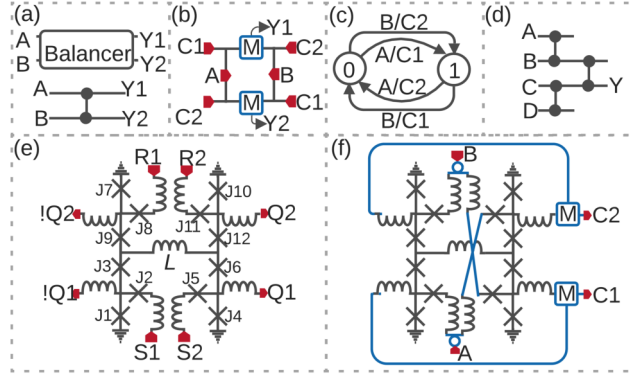 (a)
A
B
Balancer
Y1
Y2
A
B
Y1
Y2
(b)
C1
M
Y1
C2
A
B
C2
M
C1
Y2
(c)
B/C2
A/C1
0
1
A/C2
B/C1
(d)
A
B
C
D
Y
(e)
R1
R2
J7
J10
!Q2
J8
J11
Q2
J9
J12
L
J3
J6
J2
J5
!Q1
Q1
J1
J4
S1
S2
(f)
B
M
C2
M
C1
A